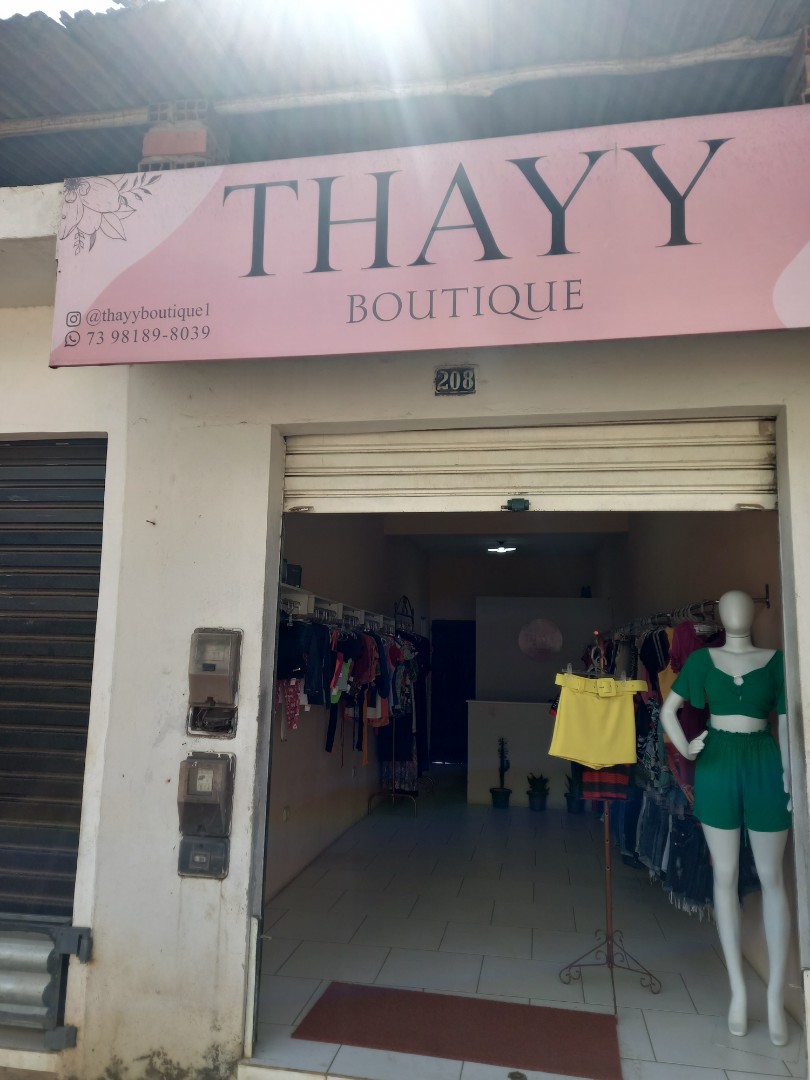 THAYY
BOUTIQUE
@thayyboutique1
73 98189-8039
208